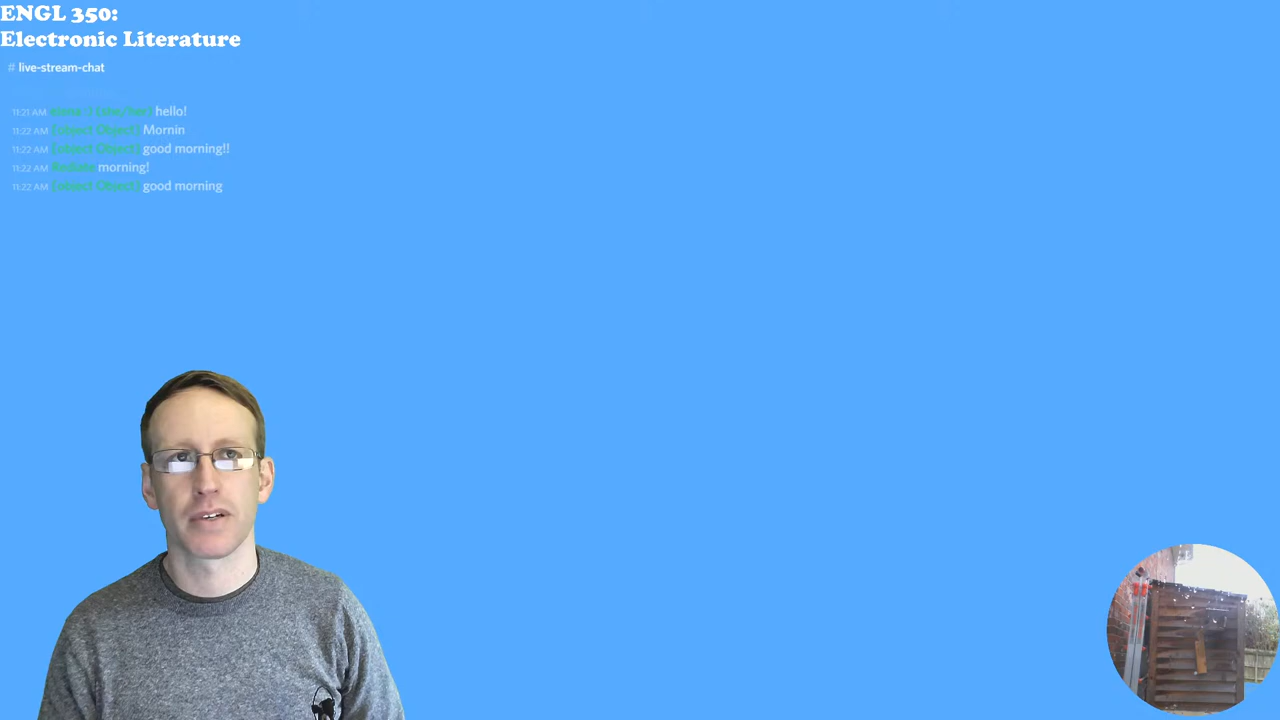 ENGL 350:
Electronic Literature
# live-stream-chat
11:21 AM hello!
11:22 AM [object Object] Mornin
11:22 AM [object Object] good morning!!
11:22 AM morning!
11:22 AM [object Object] good morning